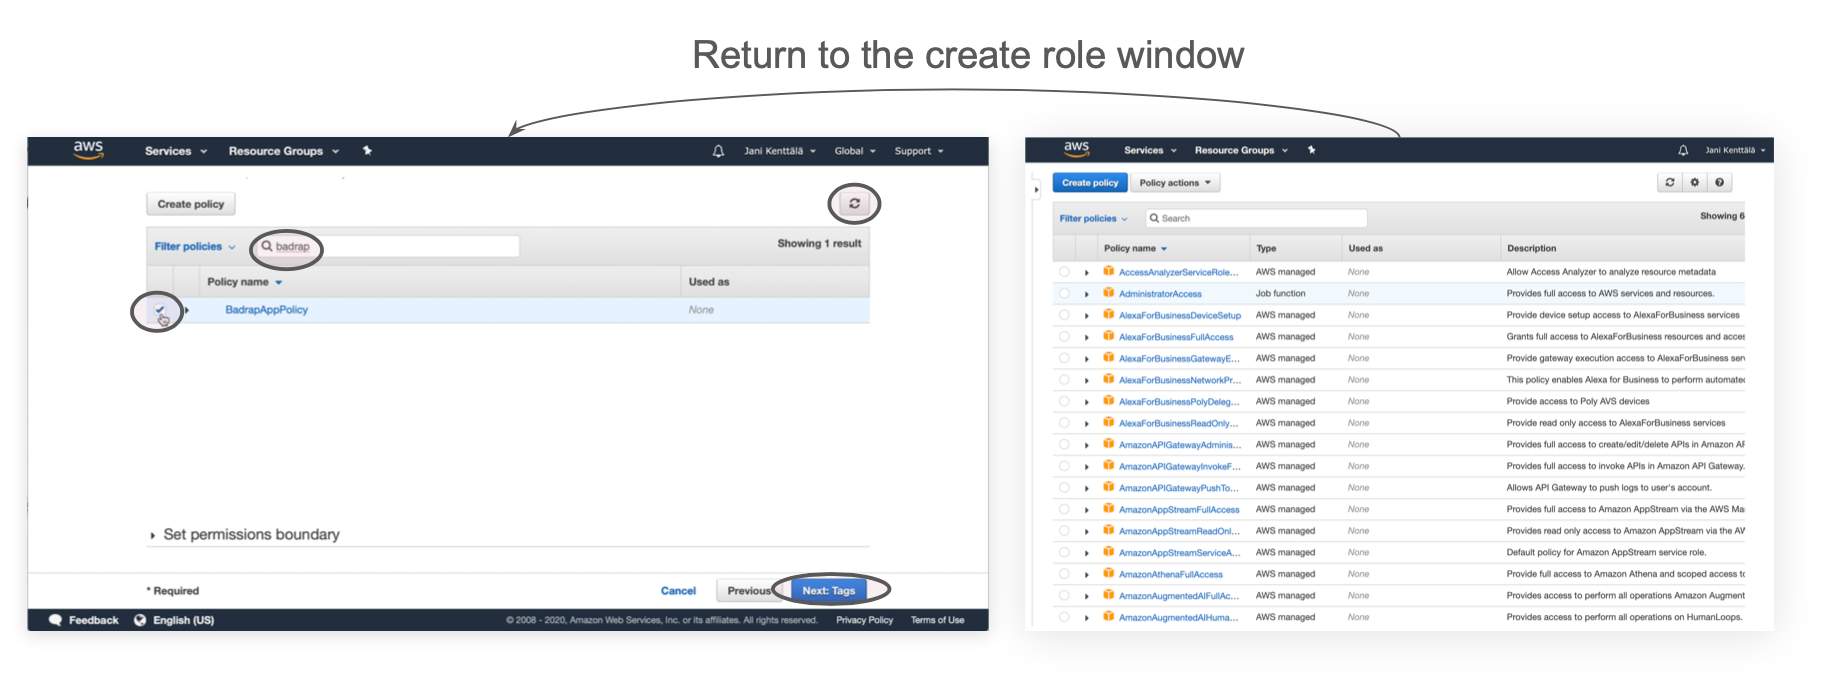 Return to the create role window
aws Services Resource Groups Jani Kenttälä Global Support
Create policy
Filter policies badrap Showing 1 result
Policy name Used as
BadrapAppPolicy None
Set permissions boundary
* Required Cancel Previous Next: Tags
Feedback English (US) © 2008 - 2020, Amazon Web Services, Inc. or its affiliates. All rights reserved. Privacy Policy Terms of Use
aws Services Resource Groups Jani Kenttälä
Create policy Policy actions
Filter policies Search Showing 6
Policy name Type Used as Description
AccessAnalyzerServiceRole... AWS managed None Allow Access Analyzer to analyze resource metadata
AdministratorAccess Job function None Provides full access to AWS services and resources.
AlexaForBusinessDeviceSetup AWS managed None Provide device setup access to AlexaForBusiness services
AlexaForBusinessFullAccess AWS managed None Grants full access to AlexaForBusiness resources and acces
AlexaForBusinessGatewayE... AWS managed None Provide gateway execution access to AlexaForBusiness serv
AlexaForBusinessNetworkPr... AWS managed None This policy enables Alexa for Business to perform automated
AlexaForBusinessPolyDeleg... AWS managed None Provide access to Poly AVS devices
AlexaForBusinessReadOnly... AWS managed None Provide read only access to AlexaForBusiness services
AmazonAPIGatewayAdminis... AWS managed None Provides full access to create/edit/delete APIs in Amazon AF
AmazonAPIGatewayInvokeF... AWS managed None Provides full access to invoke APIs in Amazon API Gateway.
AmazonAPIGatewayPushTo... AWS managed None Allows API Gateway to push logs to user's account.
AmazonAppStreamFullAccess AWS managed None Provides full access to Amazon AppStream via the AWS Ma
AmazonAppStreamReadOnl... AWS managed None Provides read only access to Amazon AppStream via the AW
AmazonAppStreamServiceA... AWS managed None Default policy for Amazon AppStream service role.
AmazonAthenaFullAccess AWS managed None Provide full access to Amazon Athena and scoped access to
AmazonAugmentedAIFullAc... AWS managed None Provides access to perform all operations Amazon Augment
AmazonAugmentedAIHuma... AWS managed None Provides access to perform all operations on HumanLoops.